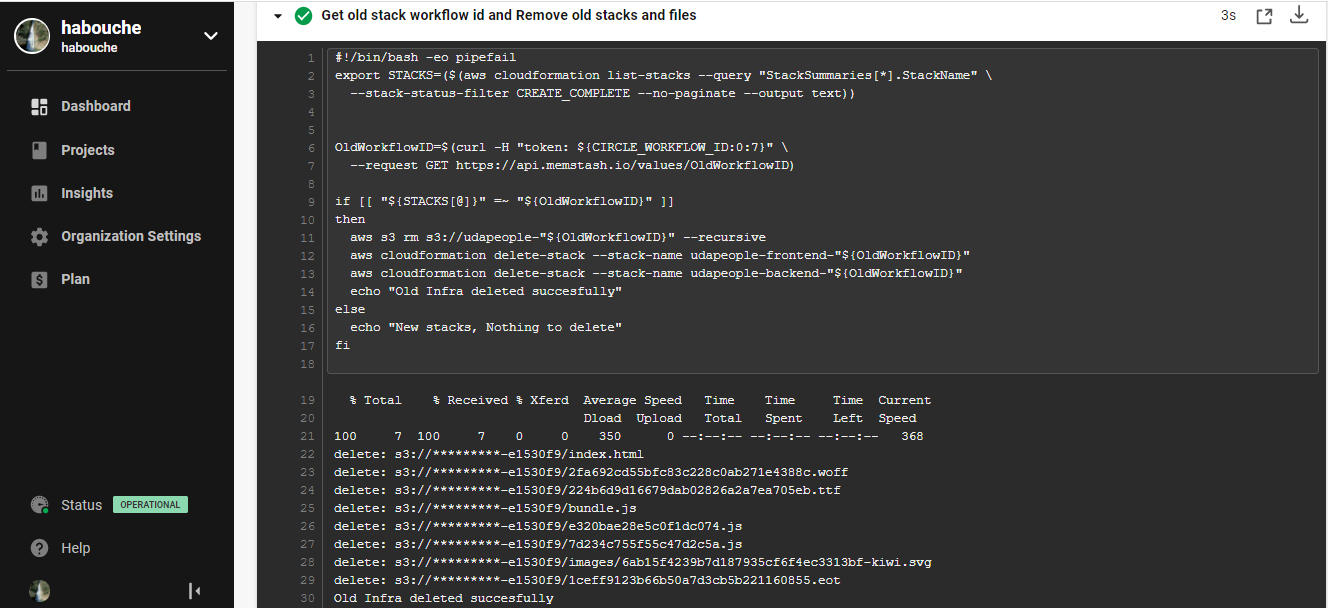 habouche
habouche
Dashboard
Projects
Insights
Organization Settings
Plan
Status OPERATIONAL
Help
Get old stack workflow id and Remove old stacks and files 3s
1 #!/bin/bash -eo pipefail
2 export STACKS=($(aws cloudformation list-stacks --query "StackSummaries[*].StackName" \
3 --stack-status-filter CREATE_COMPLETE --no-paginate --output text))
4
5
6 OldWorkflowID=$(curl -H "token: ${CIRCLE_WORKFLOW_ID:0:7}" \
7 --request GET https://api.memstash.io/values/OldWorkflowID)
8
9 if [[ "${STACKS[@]}" =~ "${OldWorkflowID}" ]]
10 then
11 aws s3 rm s3://udapeople-"${OldWorkflowID}" --recursive
12 aws cloudformation delete-stack --stack-name udapeople-frontend-"${OldWorkflowID}"
13 aws cloudformation delete-stack --stack-name udapeople-backend-"${OldWorkflowID}"
14 echo "Old Infra deleted succesfully"
15 else
16 echo "New stacks, Nothing to delete"
17 fi
18
19 % Total % Received % Xferd Average Speed Time Time Time Current
20 Dload Upload Total Spent Left Speed
21 100 7 100 7 0 0 350 0 --:--:-- --:--:-- --:--:-- 368
22 delete: s3://*********-e1530f9/index.html
23 delete: s3://*********-e1530f9/2fa692cd55bfc83c228c0ab271e4388c.woff
24 delete: s3://*********-e1530f9/224b6d9d16679dab02826a2a7ea705eb.ttf
25 delete: s3://*********-e1530f9/bundle.js
26 delete: s3://*********-e1530f9/e320bae28e5c0f1dc074.js
27 delete: s3://*********-e1530f9/7d234c755f55c47d2c5a.js
28 delete: s3://*********-e1530f9/images/6ab15f4239b7d187935cf6f4ec3313bf-kiwi.svg
29 delete: s3://*********-e1530f9/1ceff9123b66b50a7d3cb5b221160855.eot
30 Old Infra deleted succesfully